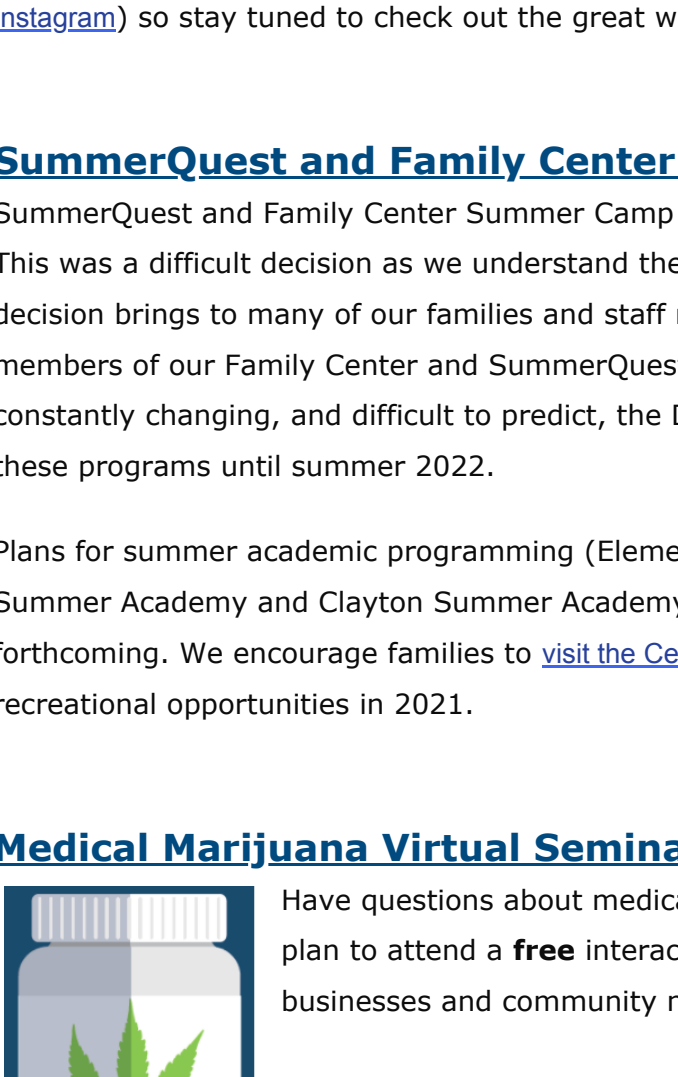 nstagram) so stay tuned to check out the great w
SummerQuest and Family Center
SummerQuest and Family Center Summer Camp
This was a difficult decision as we understand the
decision brings to many of our families and staff
members of our Family Center and SummerQuest
constantly changing, and difficult to predict, the
these programs until summer 2022.
Plans for summer academic programming (Eleme
Summer Academy and Clayton Summer Academy
forthcoming. We encourage families to visit the Ce
recreational opportunities in 2021.
Medical Marijuana Virtual Semina
Have questions about medica
plan to attend a free interac
businesses and community